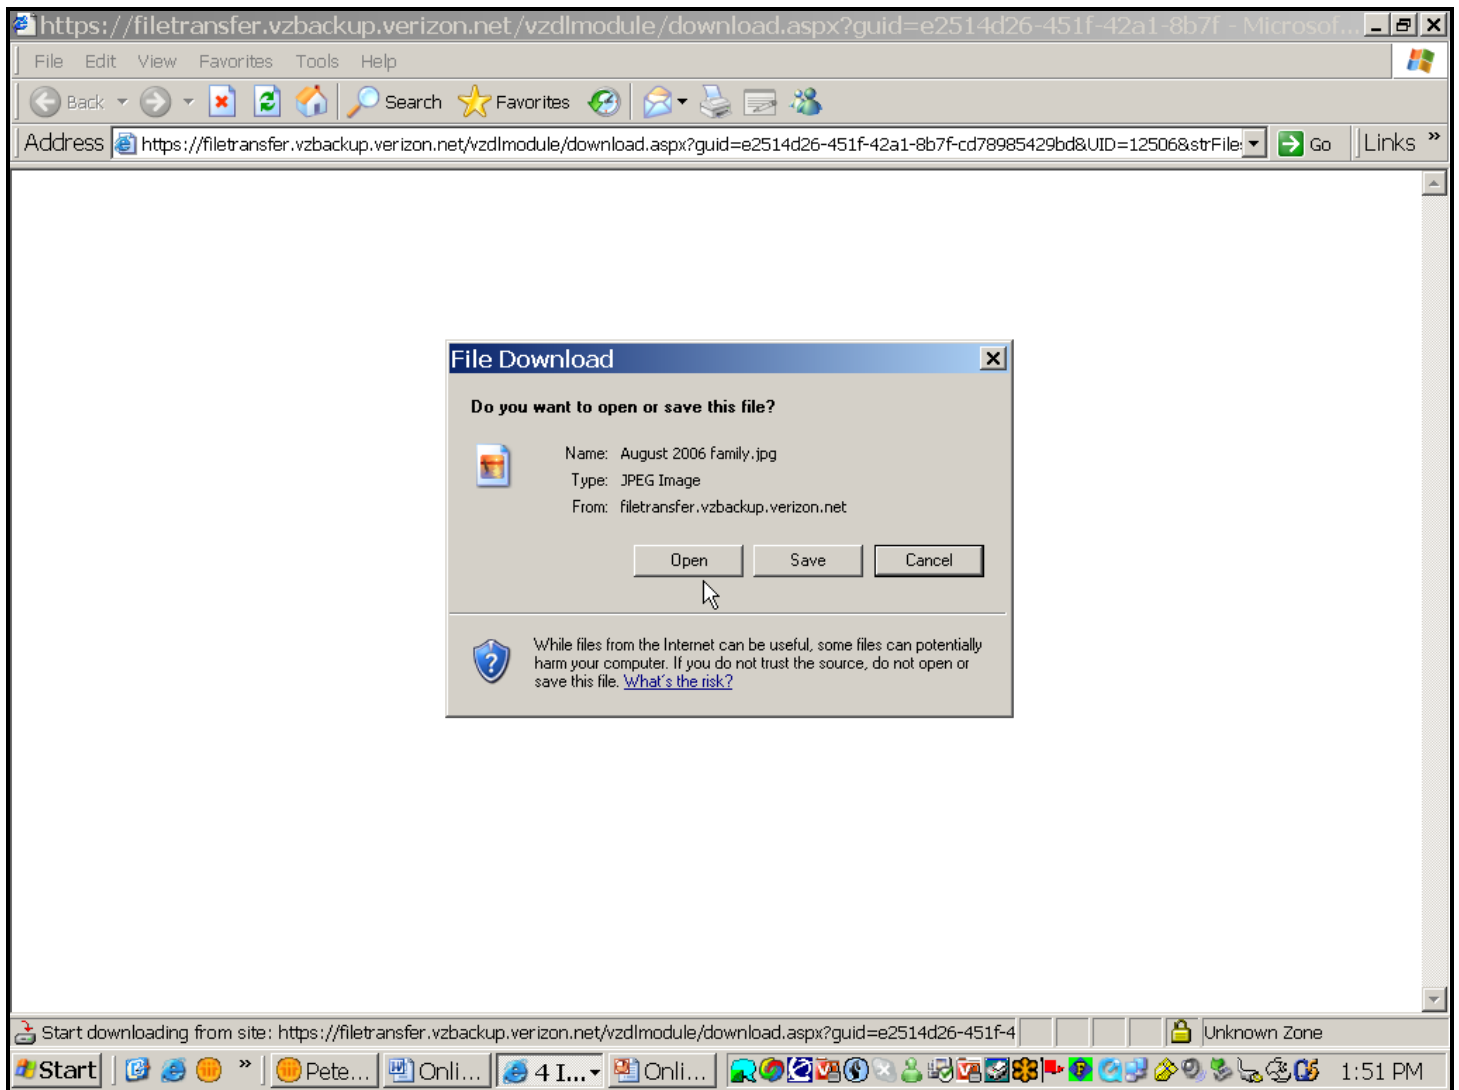 https://filetransfer.vzbackup.verizon.net/vzdlmodule/download.aspx?guid=e2514d26-451f-42a1-8b7f - Microsof...
File Edit View Favorites Tools Help
Back Search Favorites
Address https://filetransfer.vzbackup.verizon.net/vzdlmodule/download.aspx?guid=e2514d26-451f-42a1-8b7f-cd78985429bd&UID=12506&strFile: Go Links »
File Download
Do you want to open or save this file?
Name: August 2006 family.jpg
Type: JPEG Image
From: filetransfer.vzbackup.verizon.net
Open Save Cancel
While files from the Internet can be useful, some files can potentially
harm your computer. If you do not trust the source, do not open or
save this file. What's the risk?
Start downloading from site: https://filetransfer.vzbackup.verizon.net/vzdlmodule/download.aspx?guid=e2514d26-451f-4 Unknown Zone
Start » Pete... Onli... 4 I... Onli... 1:51 PM